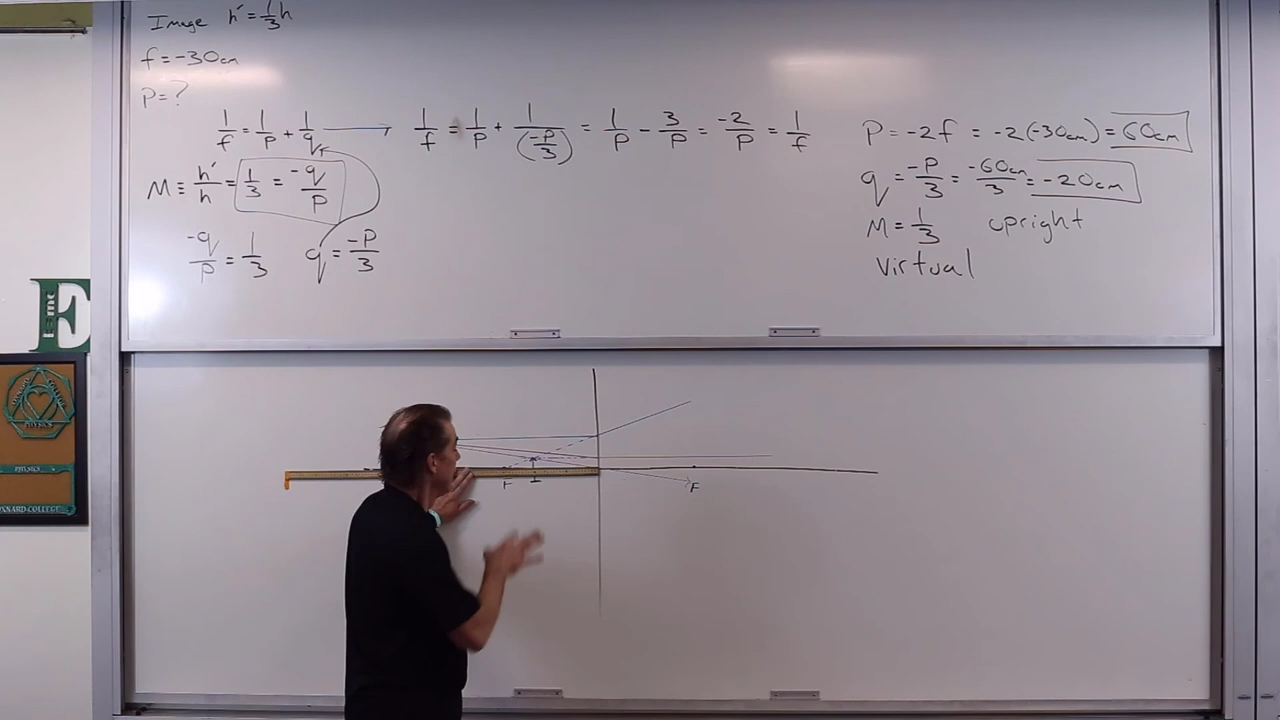 Image h' = 1/3 h
f = -30cm
P = ?
1/f = 1/P + 1/q → 1/f = 1/P + 1/(-P/3) = 1/P - 3/P = -2/P = 1/f
M ≡ h'/h = 1/3 = -q/P
-q/P = 1/3 q = -P/3
P = -2f = -2(-30cm) = 60cm
q = -P/3 = -60cm/3 = -20cm
M = 1/3 upright
Virtual
E
PHYSICS
PHYSICS
OXNARD COLLEGE
F I F